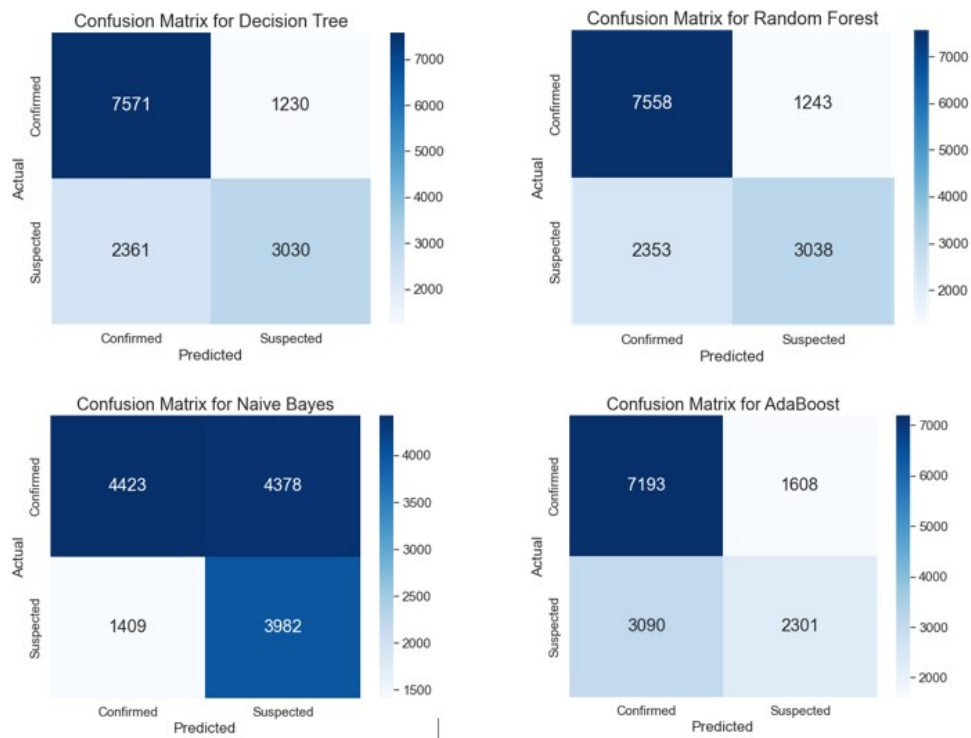 Confusion Matrix for Decision Tree
Actual
Confirmed
Suspected
7571 1230
2361 3030
Confirmed Suspected
Predicted
7000
6000
5000
4000
3000
2000
Confusion Matrix for Random Forest
Actual
Confirmed
Suspected
7558 1243
2353 3038
Confirmed Suspected
Predicted
7000
6000
5000
4000
3000
2000
Confusion Matrix for Naive Bayes
Actual
Confirmed
Suspected
4423 4378
1409 3982
Confirmed Suspected
Predicted
4000
3500
3000
2500
2000
1500
Confusion Matrix for AdaBoost
Actual
Confirmed
Suspected
7193 1608
3090 2301
Confirmed Suspected
Predicted
7000
6000
5000
4000
3000
2000